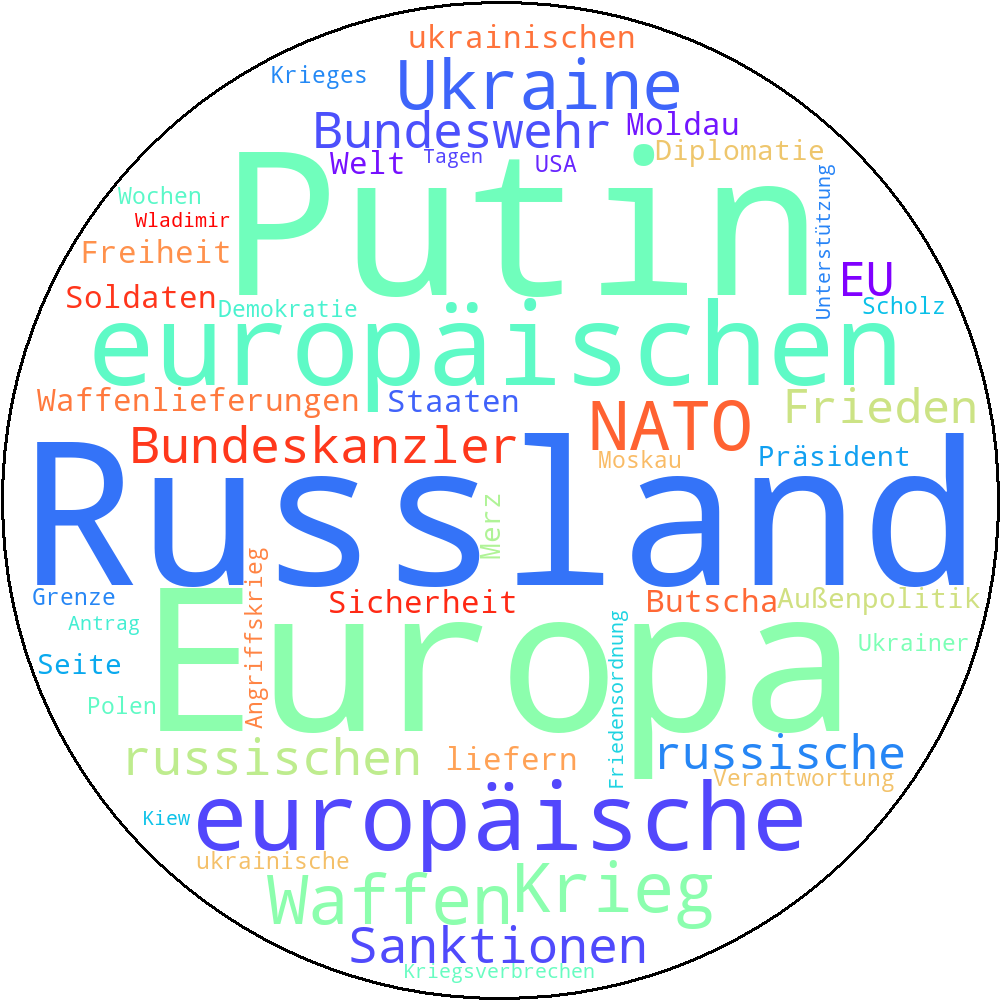 ukrainischen
Krieges
Ukraine
Bundeswehr
Moldau
Welt
Tagen
USA
Diplomatie
Putin
Wochen
Wladimir
Freiheit
Unterstützung
EU
Soldaten
Demokratie
Scholz
europäischen
Waffenlieferungen
Staaten
NATO
Frieden
Bundeskanzler
Moskau
Präsident
Russland
Merz
Grenze
Angriffskrieg
Sicherheit
Butscha
Außenpolitik
Antrag
Europa
Ukrainer
Seite
Friedensordnung
Polen
russischen
liefern
russische
Verantwortung
Kiew
europäische
ukrainische
Waffen
Krieg
Sanktionen
Kriegsverbrechen